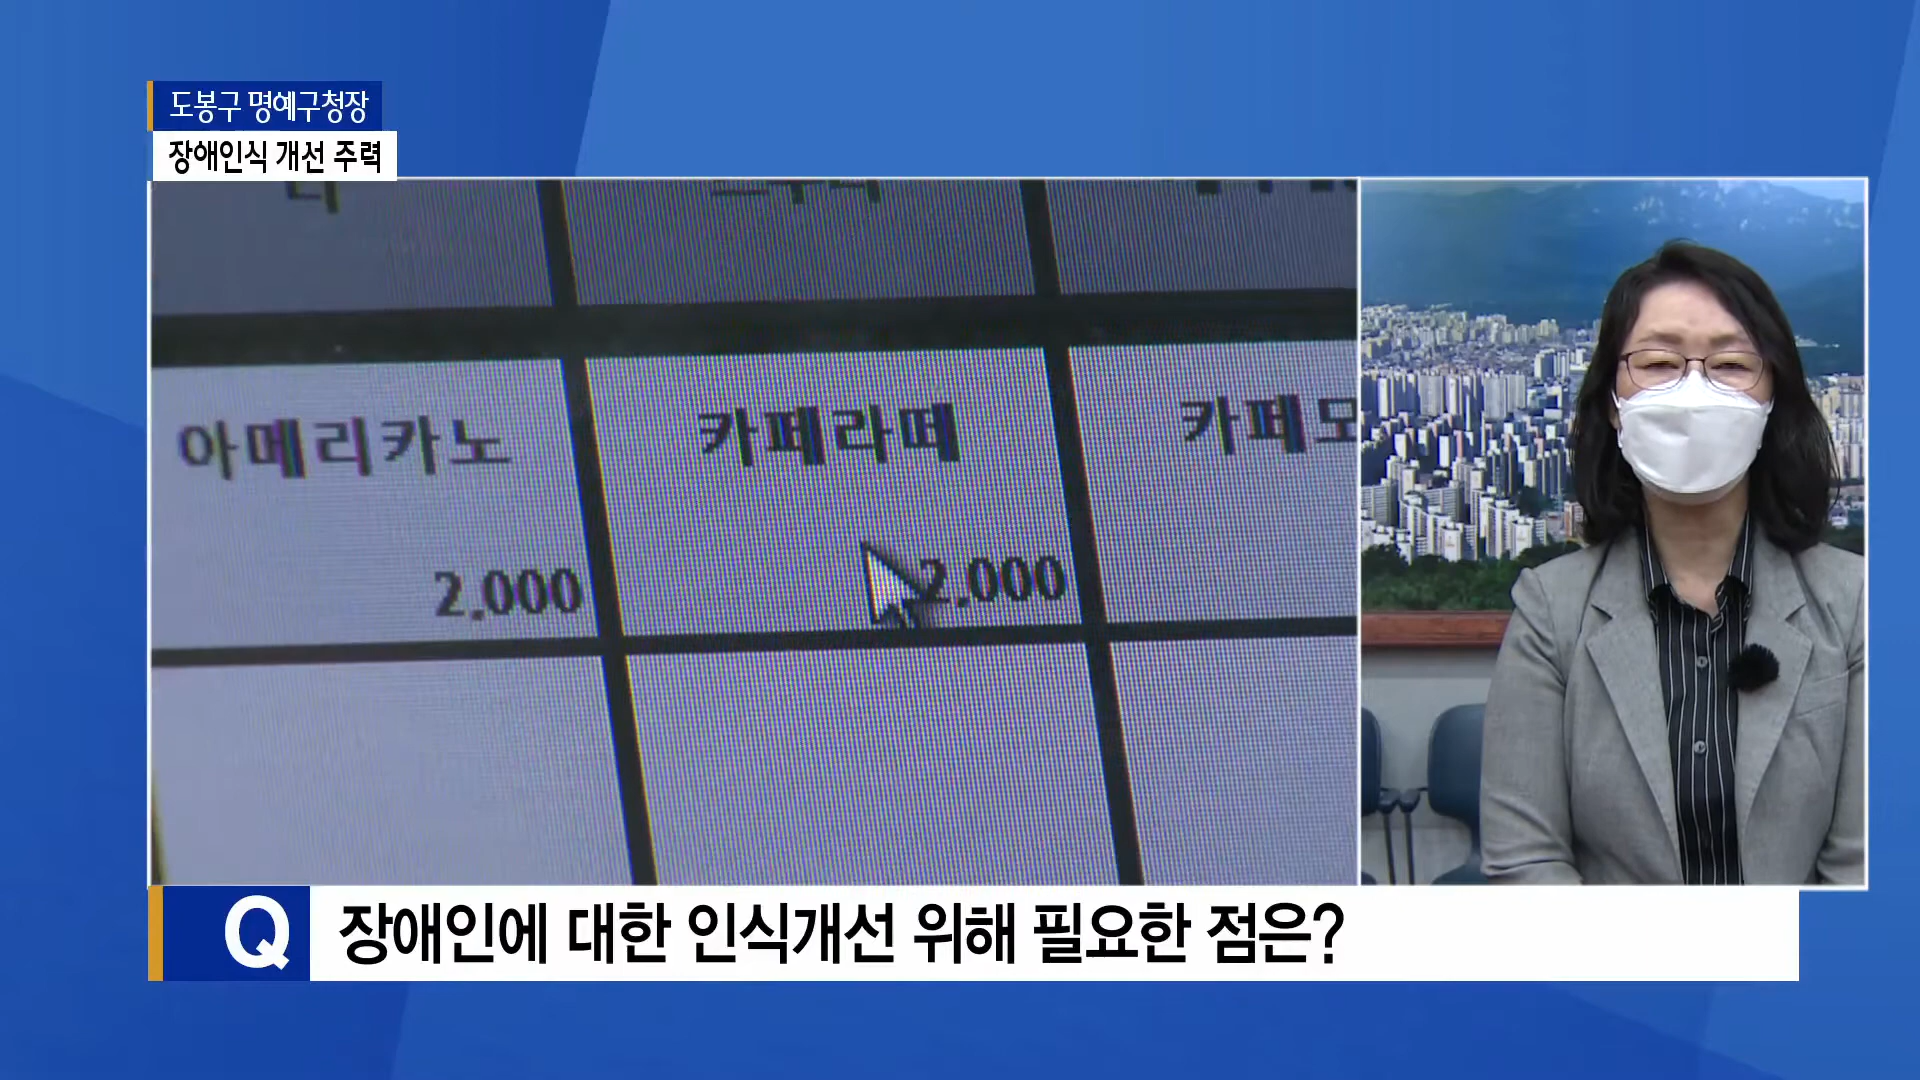 도봉구 명예구청장
장애인식 개선 주력
아메리카노
카페라떼
2,000
2,000
Q 장애인에 대한 인식개선 위해 필요한 점은?